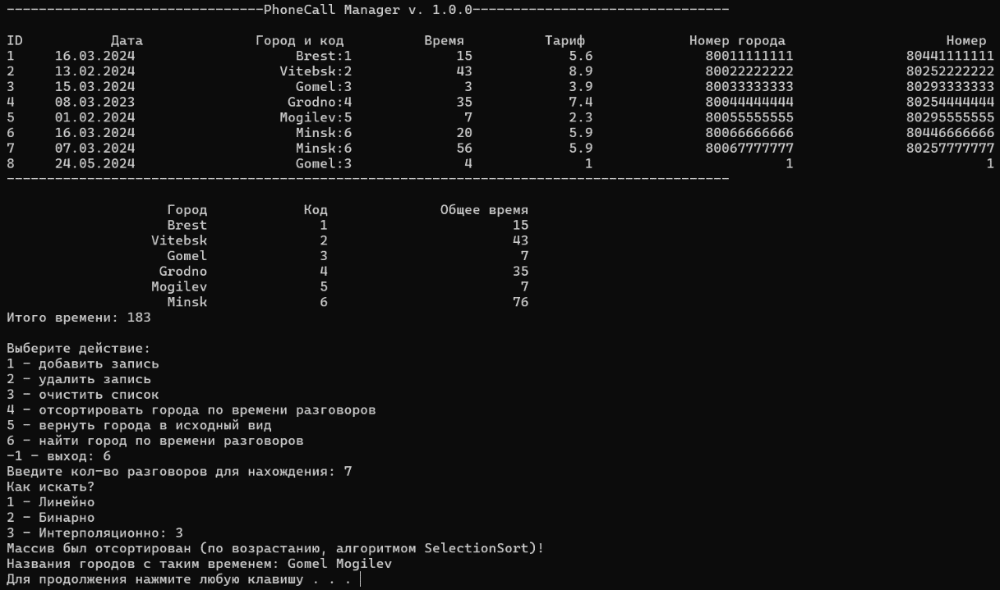 --------------------------------PhoneCall Manager v. 1.0.0--------------------------------
ID Дата Город и код Время Тариф Номер города Номер
1 16.03.2024 Brest:1 15 5.6 80011111111 80441111111
2 13.02.2024 Vitebsk:2 43 8.9 80022222222 80252222222
3 15.03.2024 Gomel:3 3 3.9 80033333333 80293333333
4 08.03.2023 Grodno:4 35 7.4 80044444444 80254444444
5 01.02.2024 Mogilev:5 7 2.3 80055555555 80295555555
6 16.03.2024 Minsk:6 20 5.9 80066666666 80446666666
7 07.03.2024 Minsk:6 56 5.9 80067777777 80257777777
8 24.05.2024 Gomel:3 4 1 1 1
------------------------------------------------------------------------------------------
Город Код Общее время
Brest 1 15
Vitebsk 2 43
Gomel 3 7
Grodno 4 35
Mogilev 5 7
Minsk 6 76
Итого времени: 183
Выберите действие:
1 - добавить запись
2 - удалить запись
3 - очистить список
4 - отсортировать города по времени разговоров
5 - вернуть города в исходный вид
6 - найти город по времени разговоров
-1 - выход: 6
Введите кол-во разговоров для нахождения: 7
Как искать?
1 - Линейно
2 - Бинарно
3 - Интерполяционно: 3
Массив был отсортирован (по возрастанию, алгоритмом SelectionSort)!
Названия городов с таким временем: Gomel Mogilev
Для продолжения нажмите любую клавишу . . .